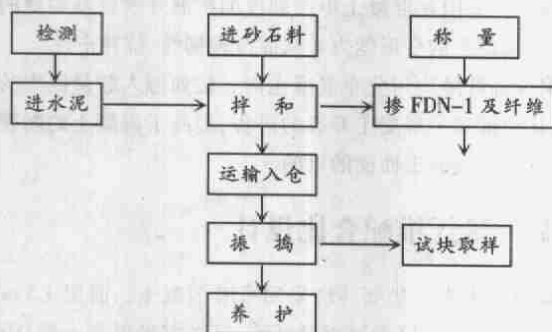 检测
进砂石料
称量
进水泥
拌和
掺FDN-1及纤维
运输入仓
振捣
试块取样
养护